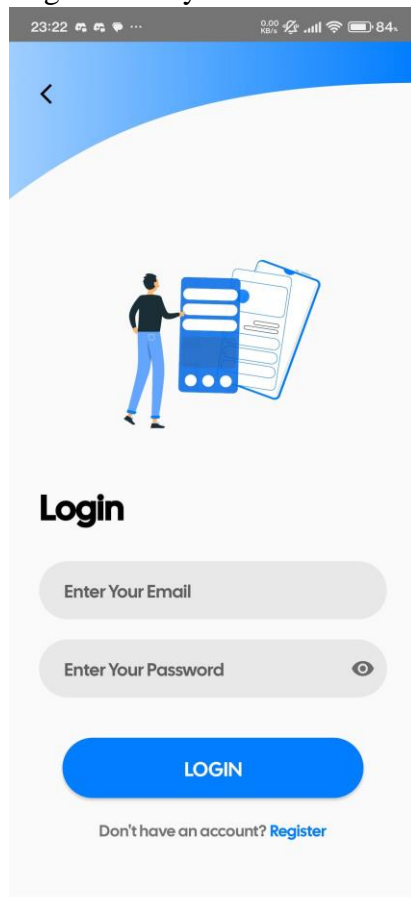 23:22 ... 0.00 KB/s 84%
Login
Enter Your Email
Enter Your Password
LOGIN
Don't have an account? Register